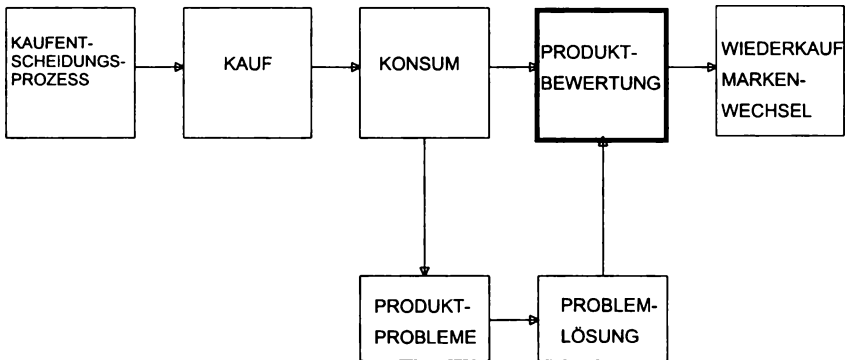 KAUFENT-
SCHEIDUNGS-
PROZESS
KAUF
KONSUM
PRODUKT-
BEWERTUNG
WIEDERKAUF
MARKEN-
WECHSEL
PRODUKT-
PROBLEME
PROBLEM-
LÖSUNG